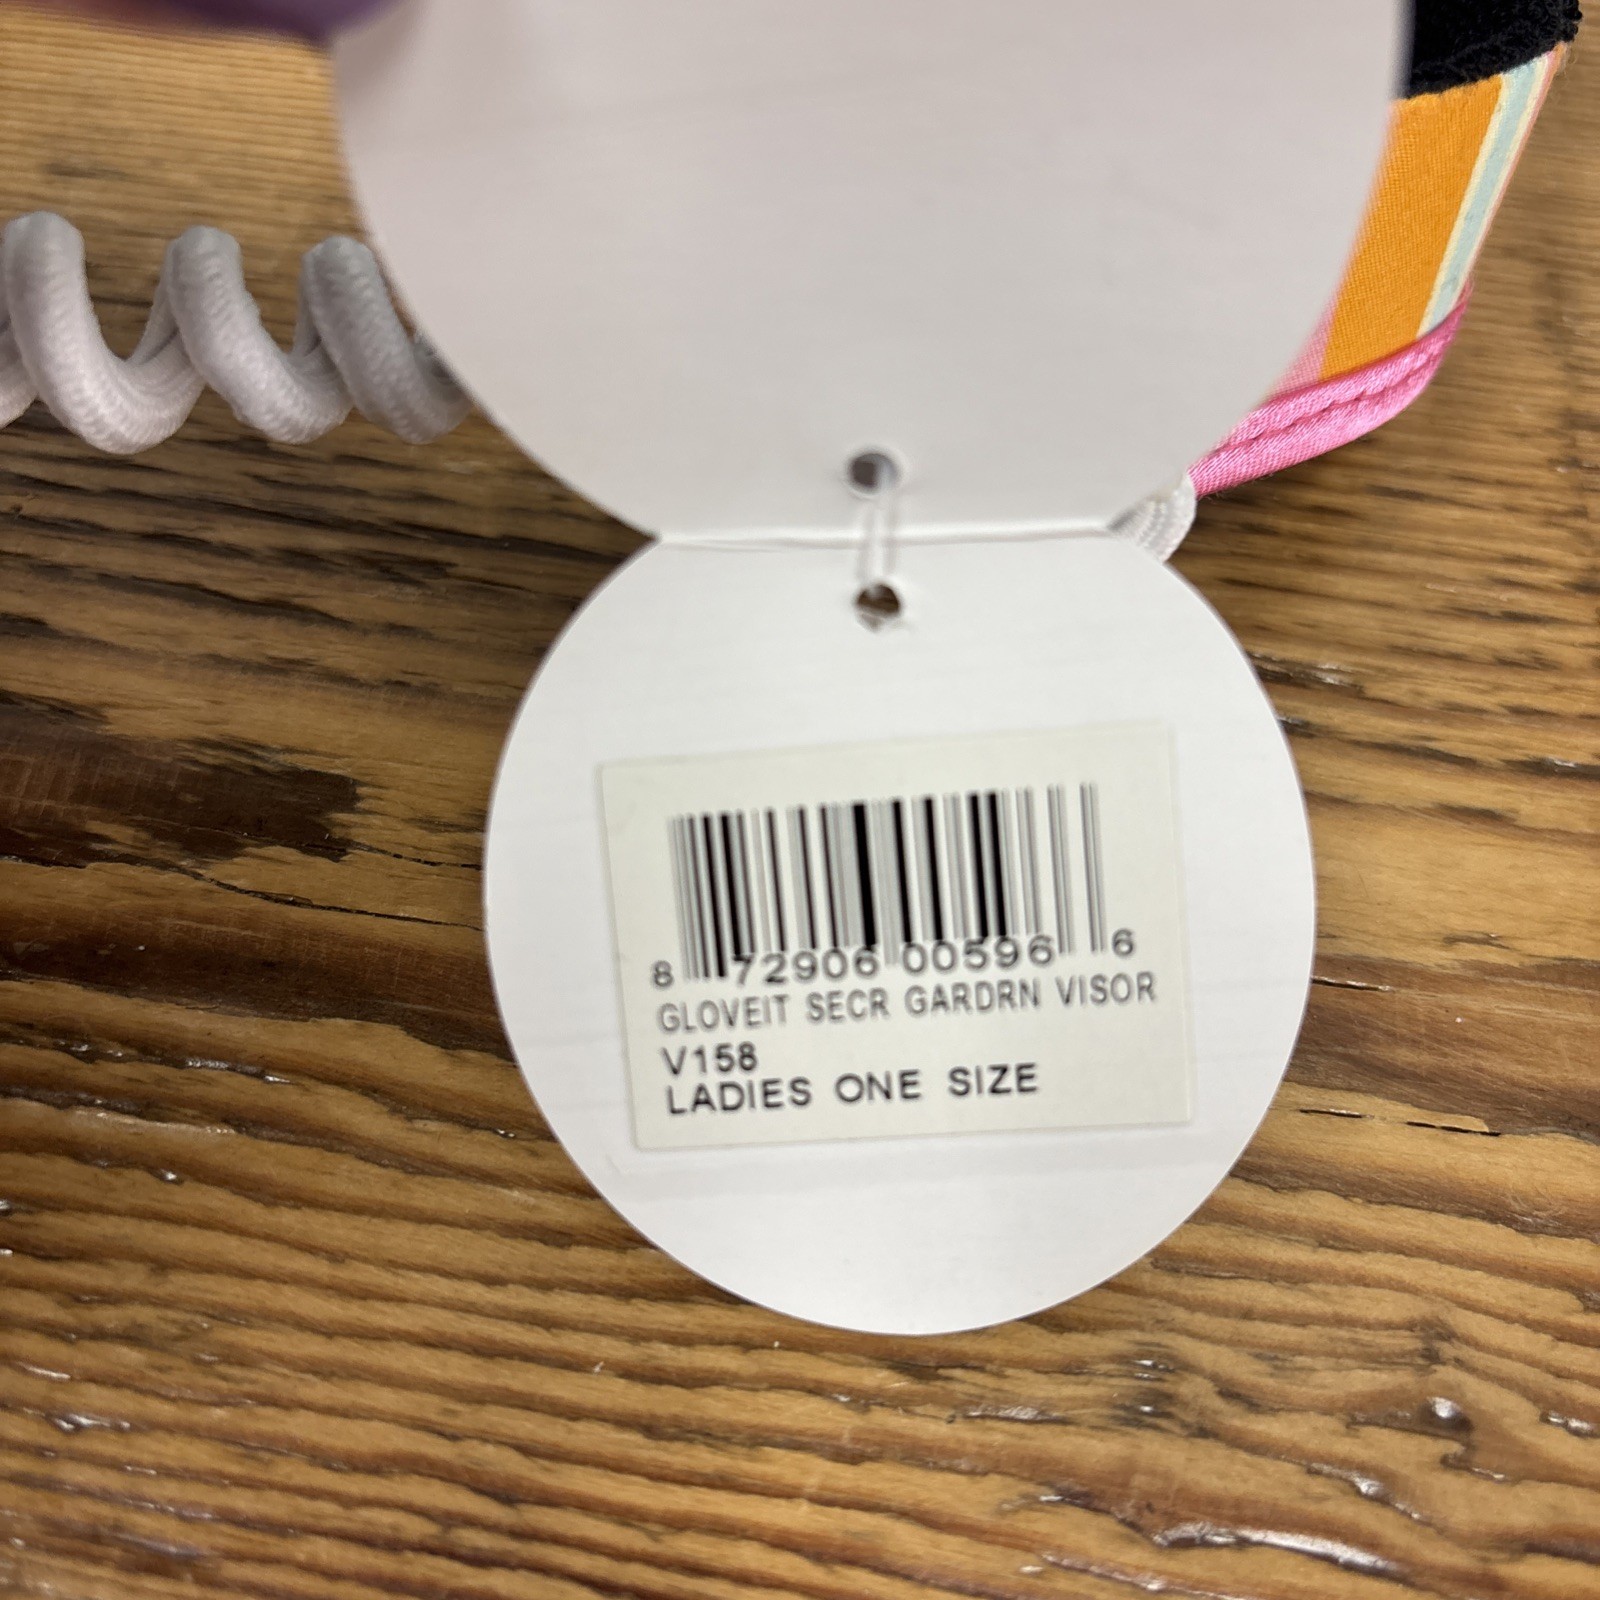 8 72906 00596 6
GLOVEIT SECR GARDRN VISOR
V158
LADIES ONE SIZE